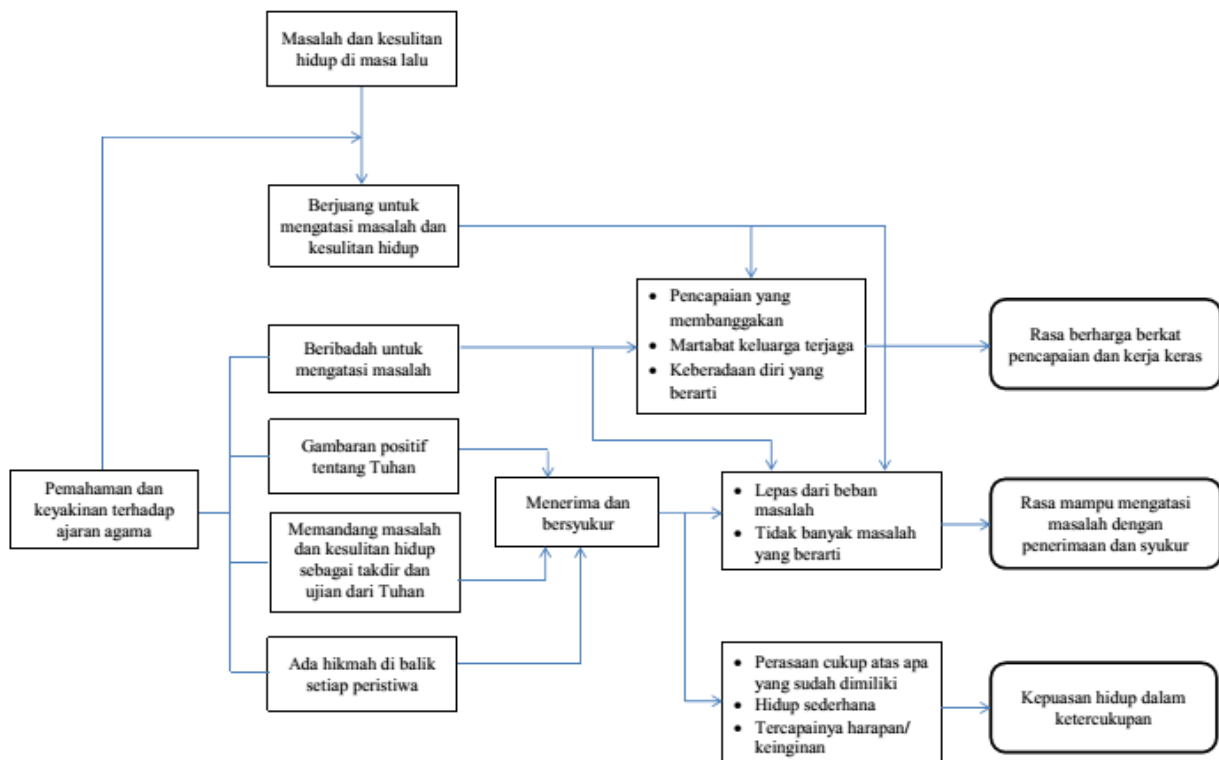 Masalah dan kesulitan
hidup di masa lalu
Berjuang untuk
mengatasi masalah dan
kesulitan hidup
• Pencapaian yang
membanggakan
• Martabat keluarga terjaga
• Keberadaan diri yang
berarti
Rasa berharga berkat
pencapaian dan kerja keras
Beribadah untuk
mengatasi masalah
Gambaran positif
tentang Tuhan
Pemahaman dan
keyakinan terhadap
ajaran agama
Menerima dan
bersyukur
• Lepas dari beban
masalah
• Tidak banyak masalah
yang berarti
Rasa mampu mengatasi
masalah dengan
penerimaan dan syukur
Memandang masalah
dan kesulitan hidup
sebagai takdir dan
ujian dari Tuhan
Ada hikmah di balik
setiap peristiwa
• Perasaan cukup atas apa
yang sudah dimiliki
• Hidup sederhana
• Tercapainya harapan/
keinginan
Kepuasan hidup dalam
ketercukupan